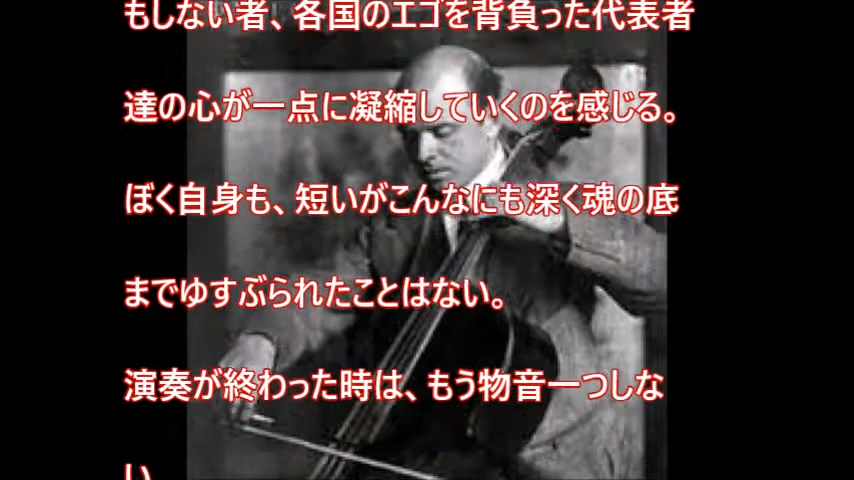 もしない者、各国のエゴを背負った代表者
達の心が一点に凝縮していくのを感じる。
ぼく自身も、短いがこんなにも深く魂の底
までゆすぶられたことはない。
演奏が終わった時は、もう物音一つしな
い